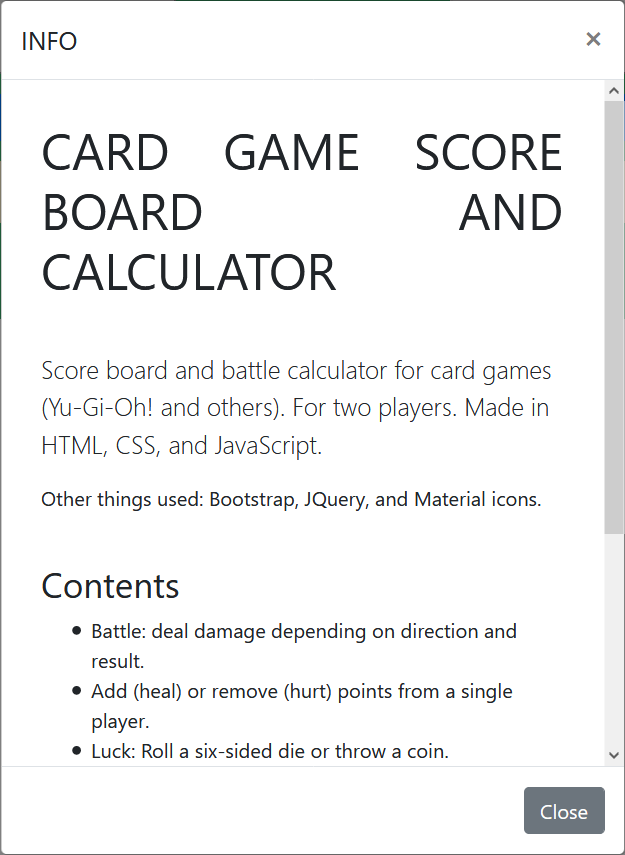 INFO ×
CARD GAME SCORE
BOARD AND
CALCULATOR
Score board and battle calculator for card games
(Yu-Gi-Oh! and others). For two players. Made in
HTML, CSS, and JavaScript.
Other things used: Bootstrap, JQuery, and Material icons.
Contents
• Battle: deal damage depending on direction and
result.
• Add (heal) or remove (hurt) points from a single
player.
• Luck: Roll a six-sided die or throw a coin.
Close